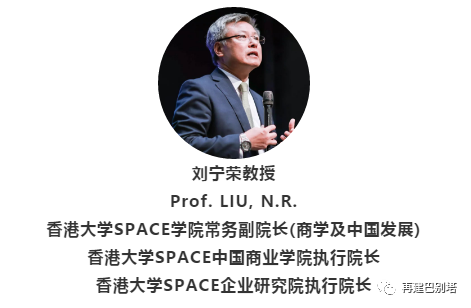 刘宁荣教授
Prof. LIU, N.R.
香港大学SPACE学院常务副院长(商学及中国发展)
香港大学SPACE中国商业学院执行院长
香港大学SPACE企业研究院执行院长
再建巴别塔